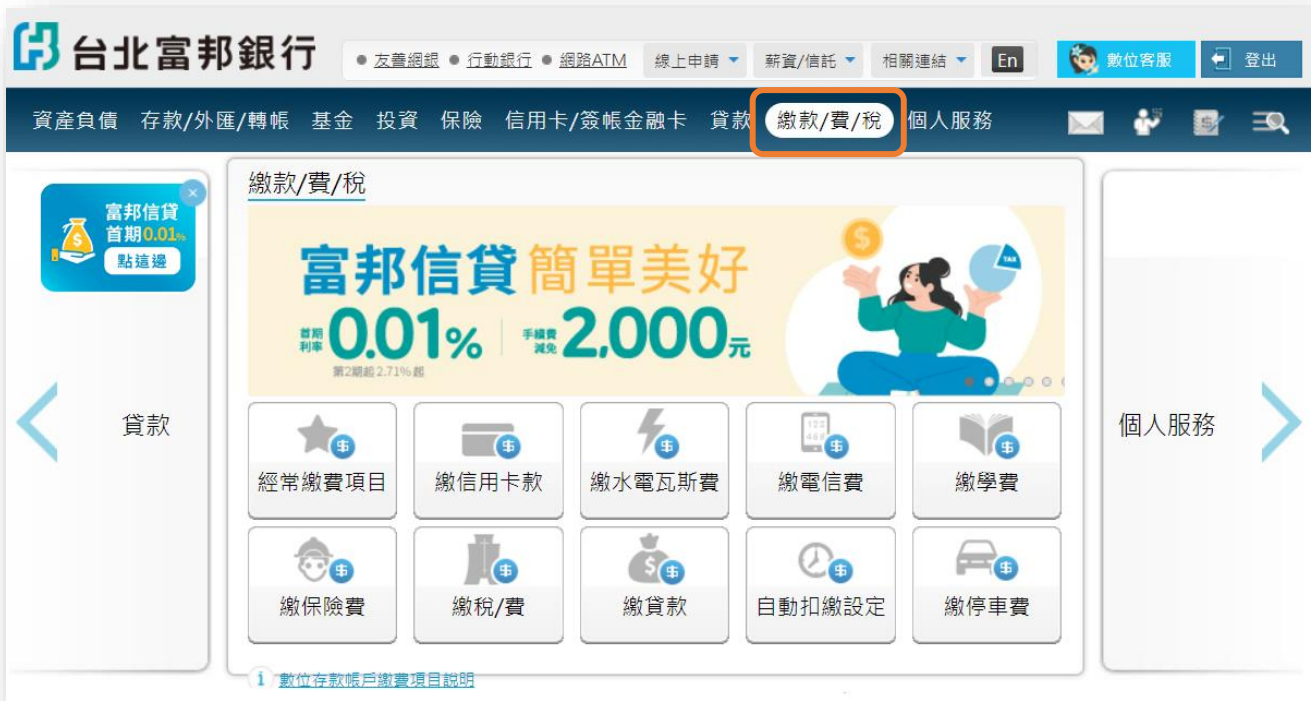 台北富邦銀行
● 友善網銀 ● 行動銀行 ● 網路ATM 線上申請 薪資/信託 相關連結 En 數位客服 登出
資產負債 存款/外匯/轉帳 基金 投資 保險 信用卡/簽帳金融卡 貸款 繳款/費/稅 個人服務
富邦信貸
首期0.01%
點這邊
貸款
繳款/費/稅
富邦信貸 簡單美好
首期利率 0.01% 手續費減免 2,000元
第2期起2.71%起
TAX
經常繳費項目 繳信用卡款 繳水電瓦斯費 繳電信費 繳學費
繳保險費 繳稅/費 繳貸款 自動扣繳設定 繳停車費
個人服務
數位存款帳戶繳費項目說明